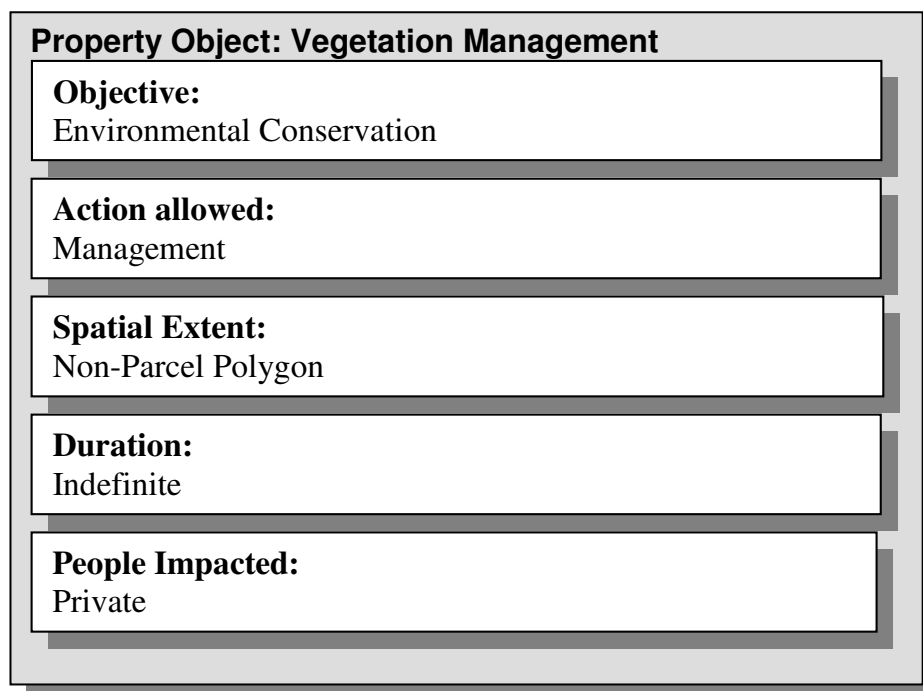 Property Object: Vegetation Management
Objective:
Environmental Conservation
Action allowed:
Management
Spatial Extent:
Non-Parcel Polygon
Duration:
Indefinite
People Impacted:
Private